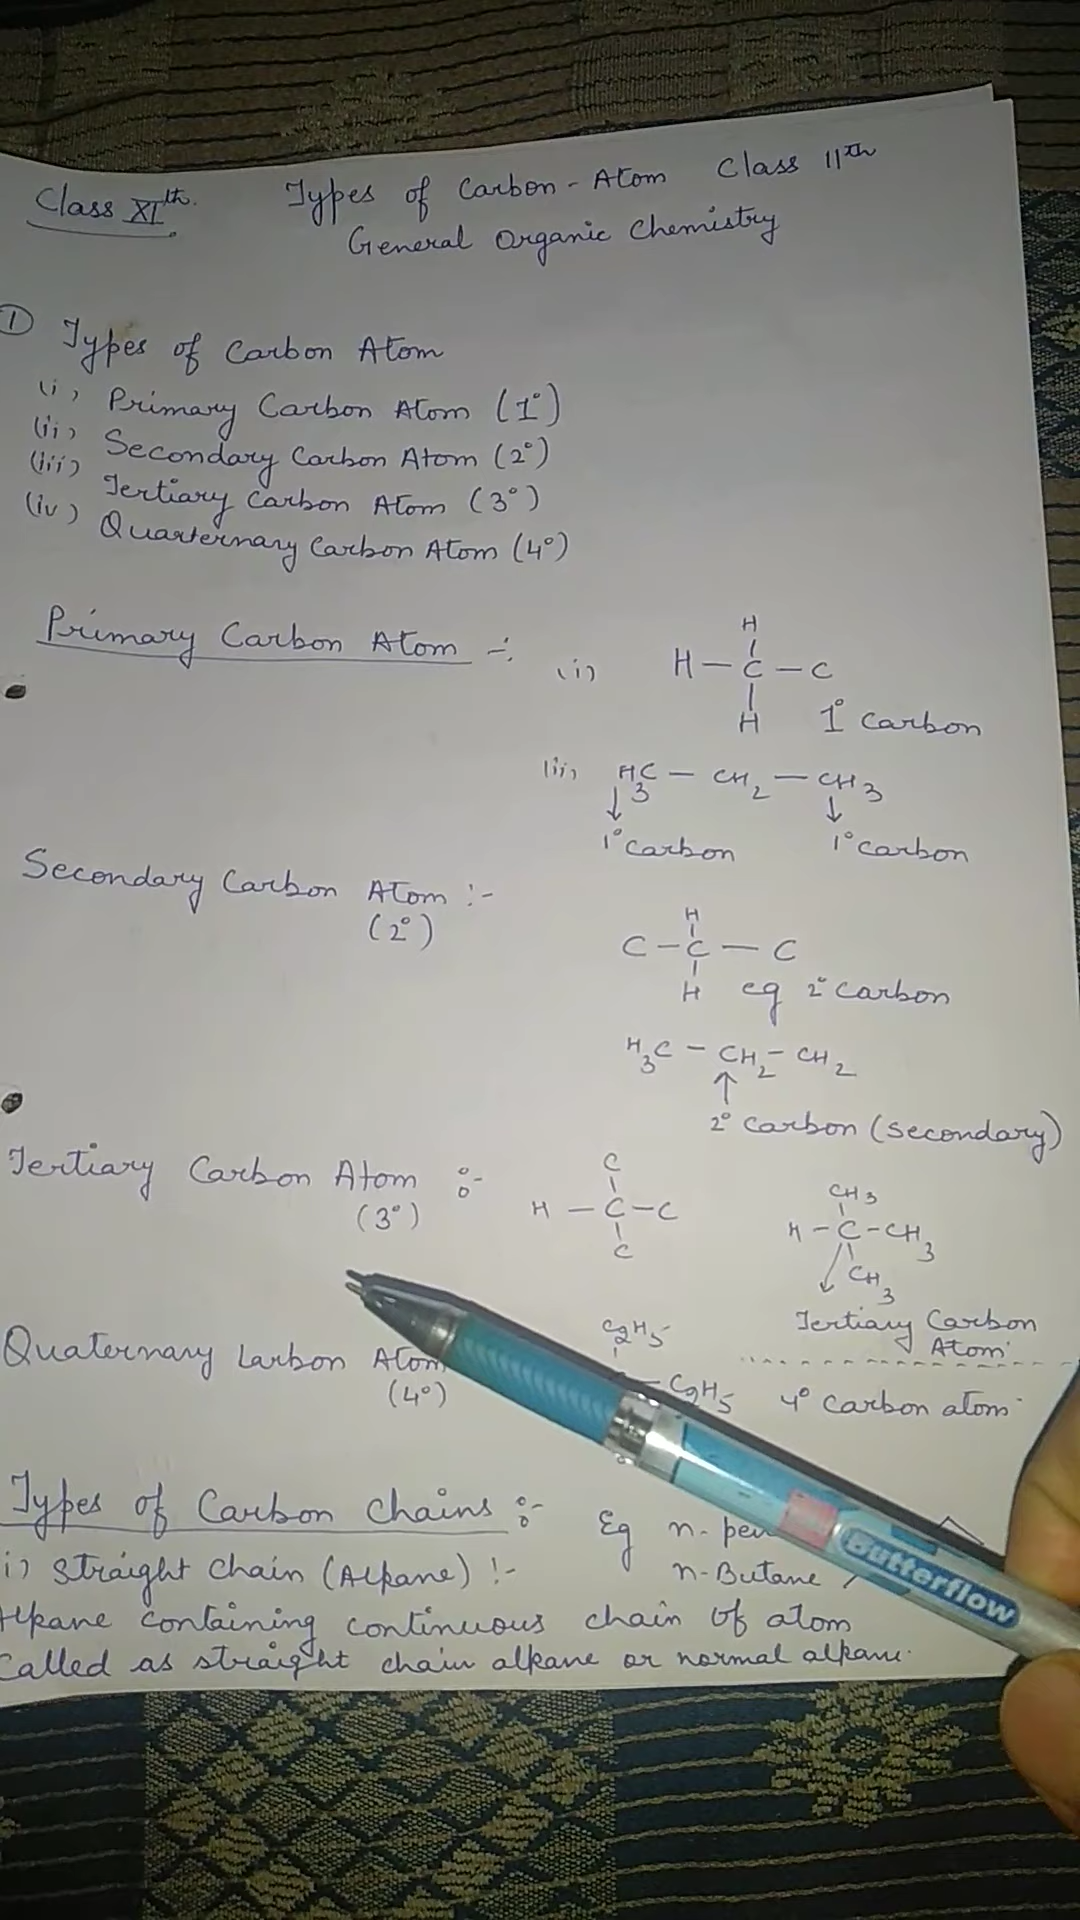 Class XIth. Types of Carbon-Atom Class 11th
General Organic Chemistry
1 Types of Carbon Atom
(i) Primary Carbon Atom (1°)
(ii) Secondary Carbon Atom (2°)
(iii) Tertiary Carbon Atom (3°)
(iv) Quarternary Carbon Atom (4°)
Primary Carbon Atom :-
H
(i) H - C - C
H 1° Carbon
(ii) H3C - CH2 - CH3
1° Carbon 1° Carbon
Secondary Carbon Atom :-
(2°)
H
C - C - C
H eg 2° Carbon
H3C - CH2 - CH2
2° Carbon (Secondary)
Tertiary Carbon Atom :-
(3°)
C
H - C - C
C
CH3
H - C - CH3
CH3
Tertiary Carbon
Atom
Quaternary Carbon Atom
(4°)
C2H5
- C2H5 4° Carbon atom
Types of Carbon Chains :- Eg n-pen
i) Straight Chain (Alkane) :- n-Butane
Alkane containing continuous chain of atom
Called as straight chain alkane or normal alkane.
Butterflow